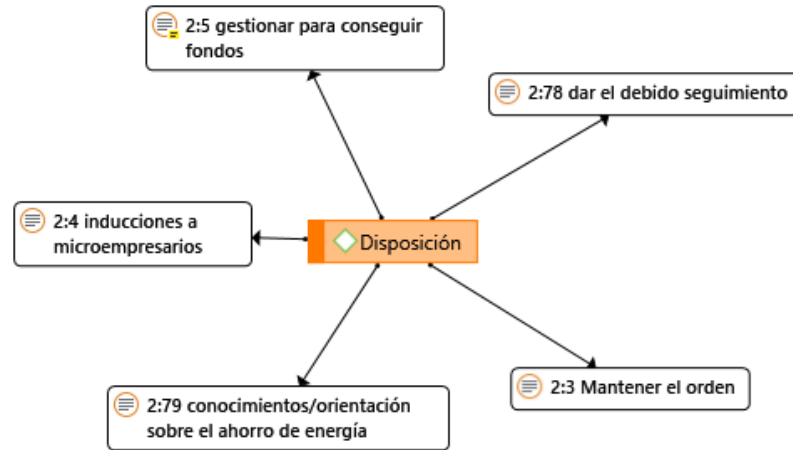 2:5 gestionar para conseguir
fondos
2:78 dar el debido seguimiento
2:4 inducciones a
microempresarios
Disposición
2:79 conocimientos/orientación
sobre el ahorro de energía
2:3 Mantener el orden